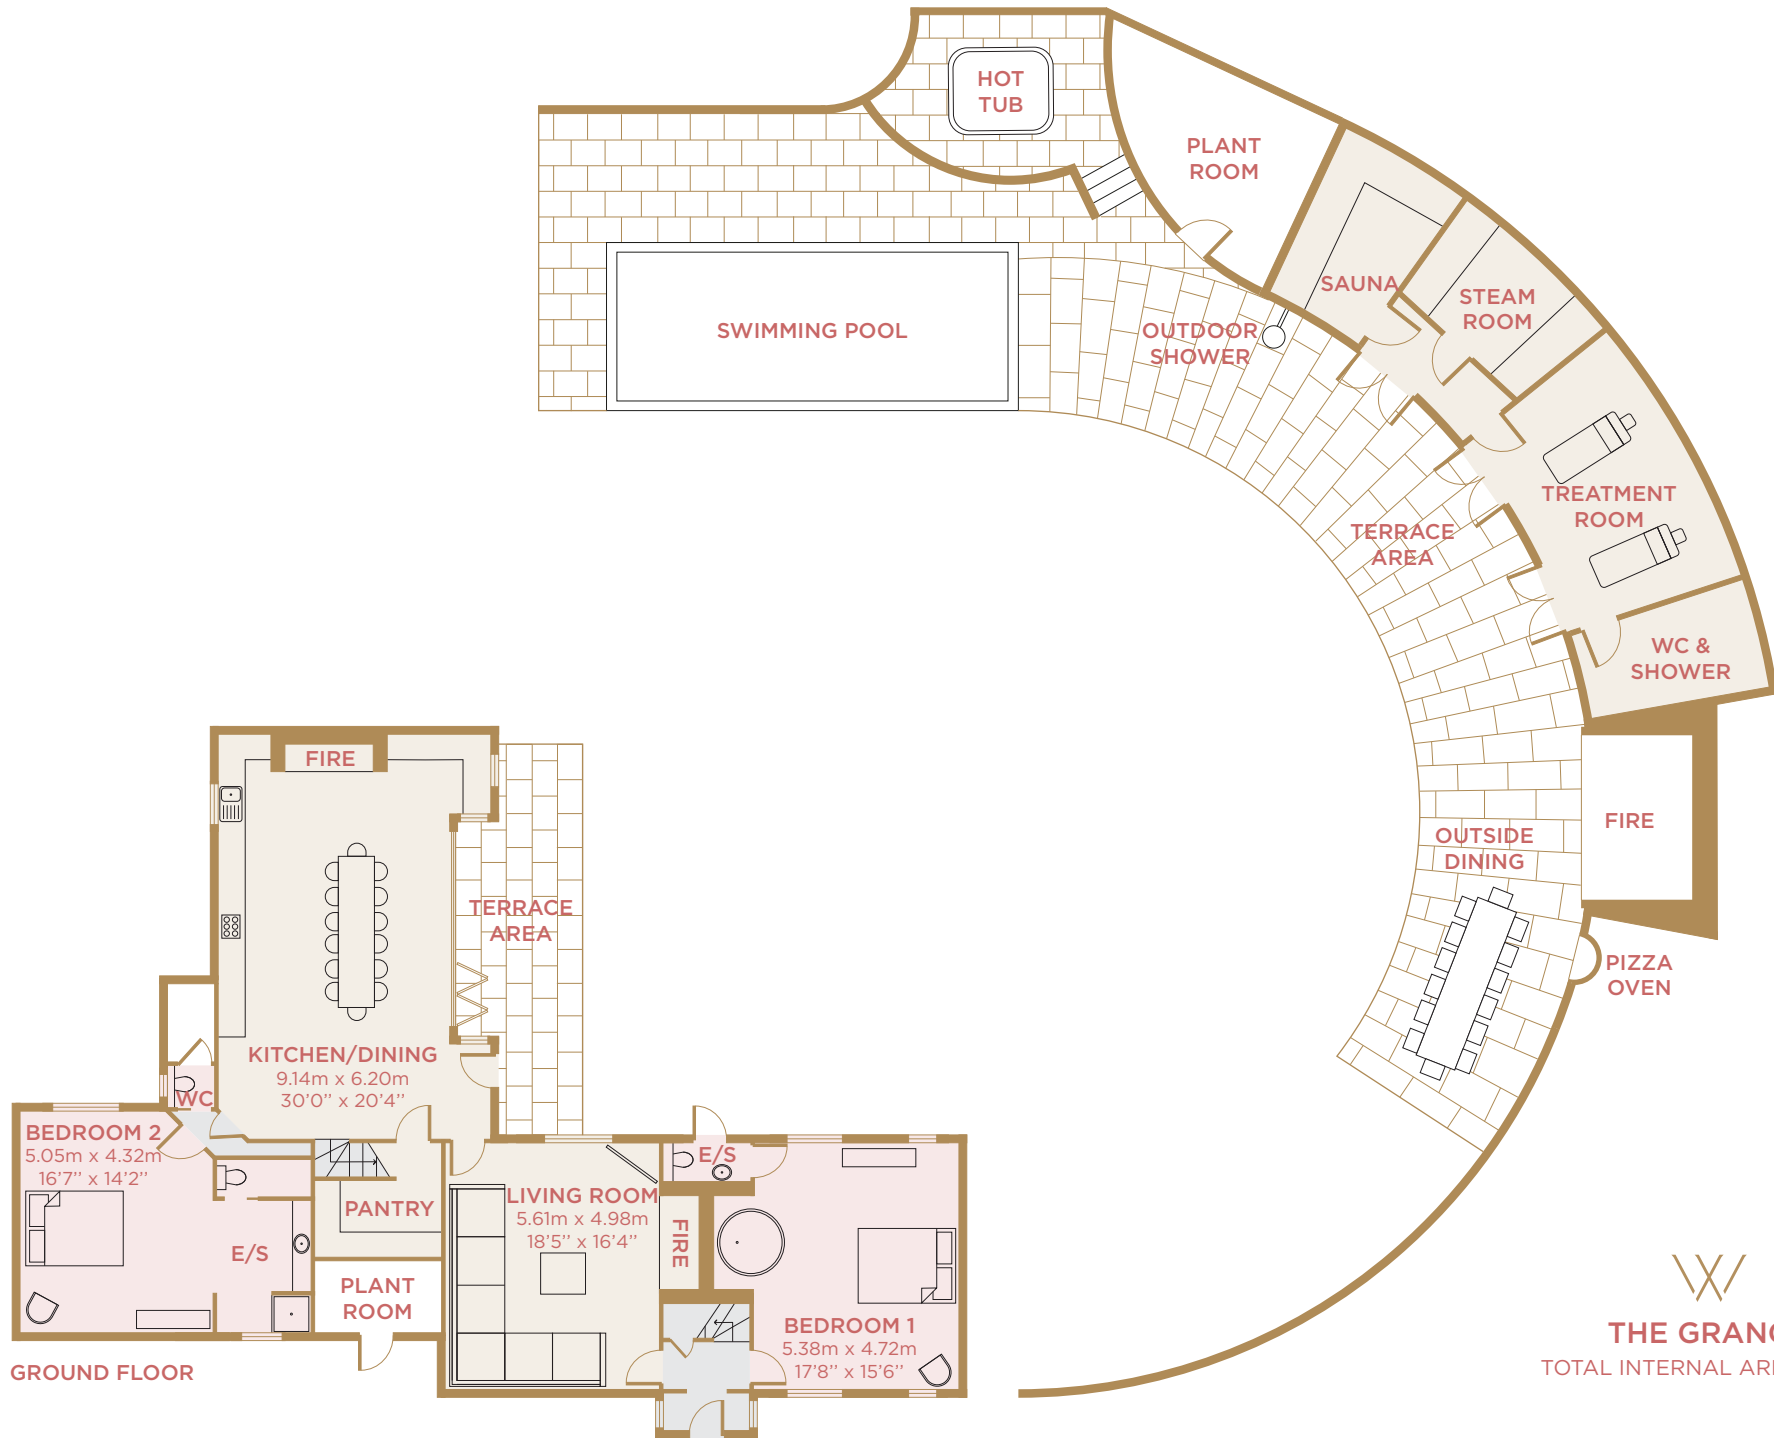 HOT
TUB
PLANT
ROOM
SAUNA
STEAM
ROOM
SWIMMING POOL
OUTDOOR
SHOWER
TREATMENT
ROOM
TERRACE
AREA
WC &
SHOWER
FIRE
FIRE
OUTSIDE
DINING
TERRACE
AREA
PIZZA
OVEN
KITCHEN/DINING
9.14m x 6.20m
30'0'' x 20'4''
WC
BEDROOM 2
5.05m x 4.32m
16'7'' x 14'2''
E/S
LIVING ROOM
5.61m x 4.98m
18'5'' x 16'4''
PANTRY
FIRE
E/S
PLANT
ROOM
BEDROOM 1
5.38m x 4.72m
17'8'' x 15'6''
GROUND FLOOR
THE GRAN
TOTAL INTERNAL AR